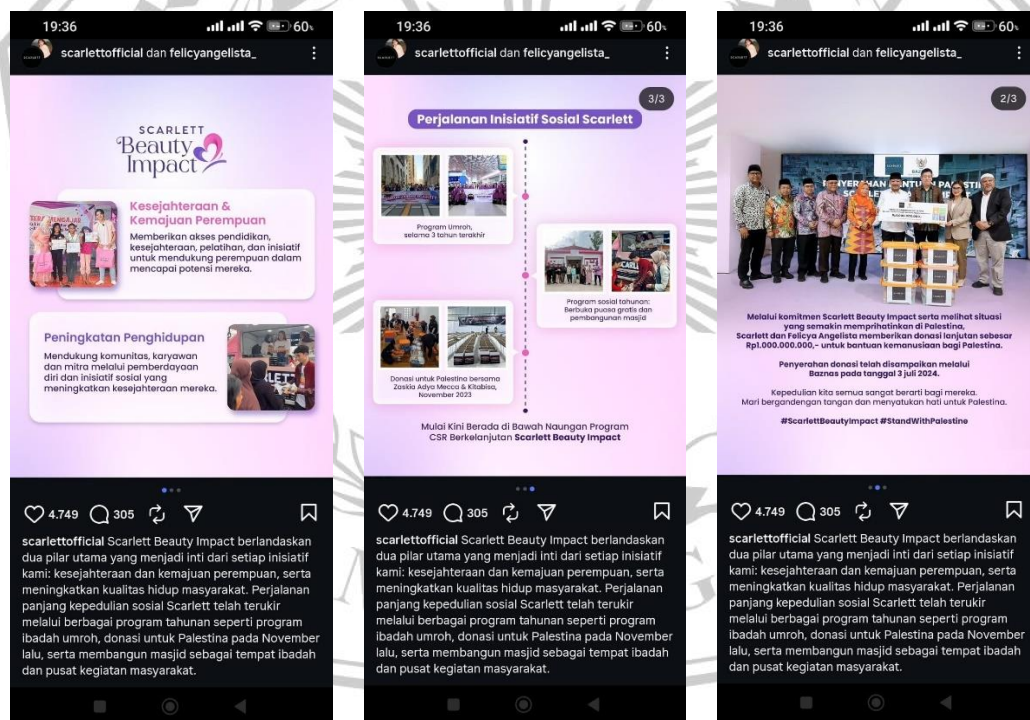 19:36
60%
scarlettofficial dan felicyangelista_
SCARLETT
Beauty
Impact
Kesejahteraan &
Kemajuan Perempuan
Memberikan akses pendidikan,
kesejahteraan, pelatihan, dan inisiatif
untuk mendukung perempuan dalam
mencapai potensi mereka.
Peningkatan Penghidupan
Mendukung komunitas, karyawan
dan mitra melalui pemberdayaan
diri dan inisiatif sosial yang
meningkatkan kesejahteraan mereka.
4.749 305
scarlettofficial Scarlett Beauty Impact berlandaskan
dua pilar utama yang menjadi inti dari setiap inisiatif
kami: kesejahteraan dan kemajuan perempuan, serta
meningkatkan kualitas hidup masyarakat. Perjalanan
panjang kepedulian sosial Scarlett telah terukir
melalui berbagai program tahunan seperti program
ibadah umroh, donasi untuk Palestina pada November
lalu, serta membangun masjid sebagai tempat ibadah
dan pusat kegiatan masyarakat.
19:36
60%
scarlettofficial dan felicyangelista_
3/3
Perjalanan Inisiatif Sosial Scarlett
Program Umroh,
selama 3 tahun terakhir
Program sosial tahunan:
Berbuka puasa gratis dan
pembangunan masjid
Donasi untuk Palestina bersama
Zaskia Adya Mecca & Kitabisa,
November 2023
Mulai Kini Berada di Bawah Naungan Program
CSR Berkelanjutan Scarlett Beauty Impact
4.749 305
scarlettofficial Scarlett Beauty Impact berlandaskan
dua pilar utama yang menjadi inti dari setiap inisiatif
kami: kesejahteraan dan kemajuan perempuan, serta
meningkatkan kualitas hidup masyarakat. Perjalanan
panjang kepedulian sosial Scarlett telah terukir
melalui berbagai program tahunan seperti program
ibadah umroh, donasi untuk Palestina pada November
lalu, serta membangun masjid sebagai tempat ibadah
dan pusat kegiatan masyarakat.
19:36
60%
scarlettofficial dan felicyangelista_
2/3
Melalui komitmen Scarlett Beauty Impact serta melihat situasi
yang semakin memprihatinkan di Palestina,
Scarlett dan Felicya Angelista memberikan donasi lanjutan sebesar
Rp1.000.000.000,- untuk bantuan kemanusiaan bagi Palestina.
Penyerahan donasi telah disampaikan melalui
Baznas pada tanggal 3 juli 2024.
Kepedulian kita semua sangat berarti bagi mereka.
Mari bergandengan tangan dan menyatukan hati untuk Palestina.
#ScarlettBeautyImpact #StandWithPalestine
4.749 305
scarlettofficial Scarlett Beauty Impact berlandaskan
dua pilar utama yang menjadi inti dari setiap inisiatif
kami: kesejahteraan dan kemajuan perempuan, serta
meningkatkan kualitas hidup masyarakat. Perjalanan
panjang kepedulian sosial Scarlett telah terukir
melalui berbagai program tahunan seperti program
ibadah umroh, donasi untuk Palestina pada November
lalu, serta membangun masjid sebagai tempat ibadah
dan pusat kegiatan masyarakat.